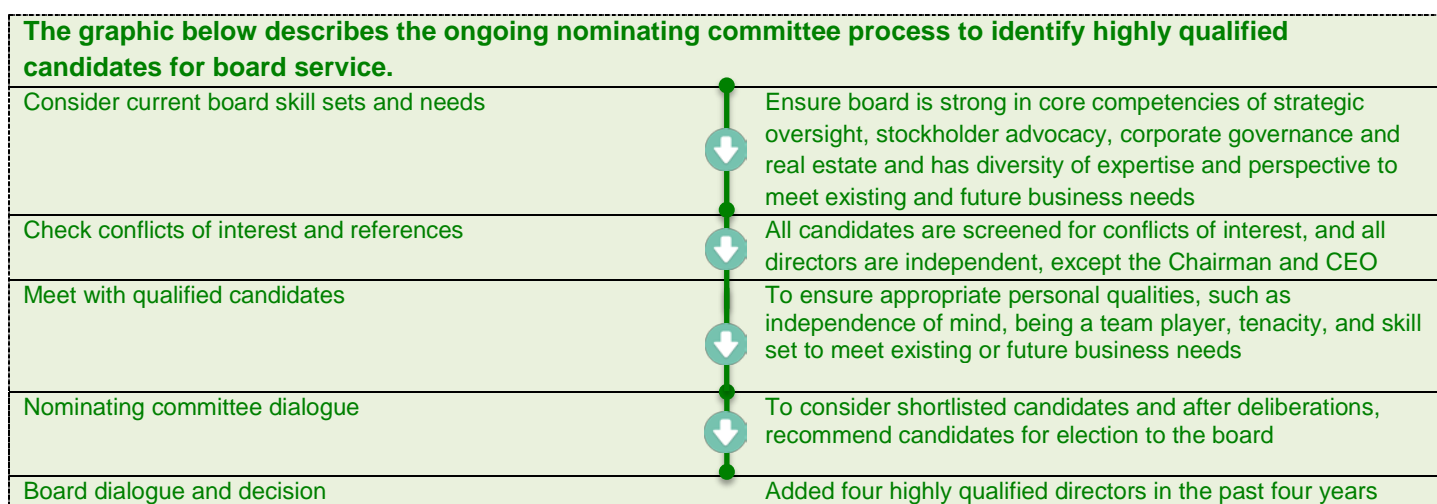 The graphic below describes the ongoing nominating committee process to identify highly qualified
candidates for board service.
Consider current board skill sets and needs
Ensure board is strong in core competencies of strategic
oversight, stockholder advocacy, corporate governance and
real estate and has diversity of expertise and perspective to
meet existing and future business needs
Check conflicts of interest and references
All candidates are screened for conflicts of interest, and all
directors are independent, except the Chairman and CEO
Meet with qualified candidates
To ensure appropriate personal qualities, such as
independence of mind, being a team player, tenacity, and skill
set to meet existing or future business needs
Nominating committee dialogue
To consider shortlisted candidates and after deliberations,
recommend candidates for election to the board
Board dialogue and decision
Added four highly qualified directors in the past four years